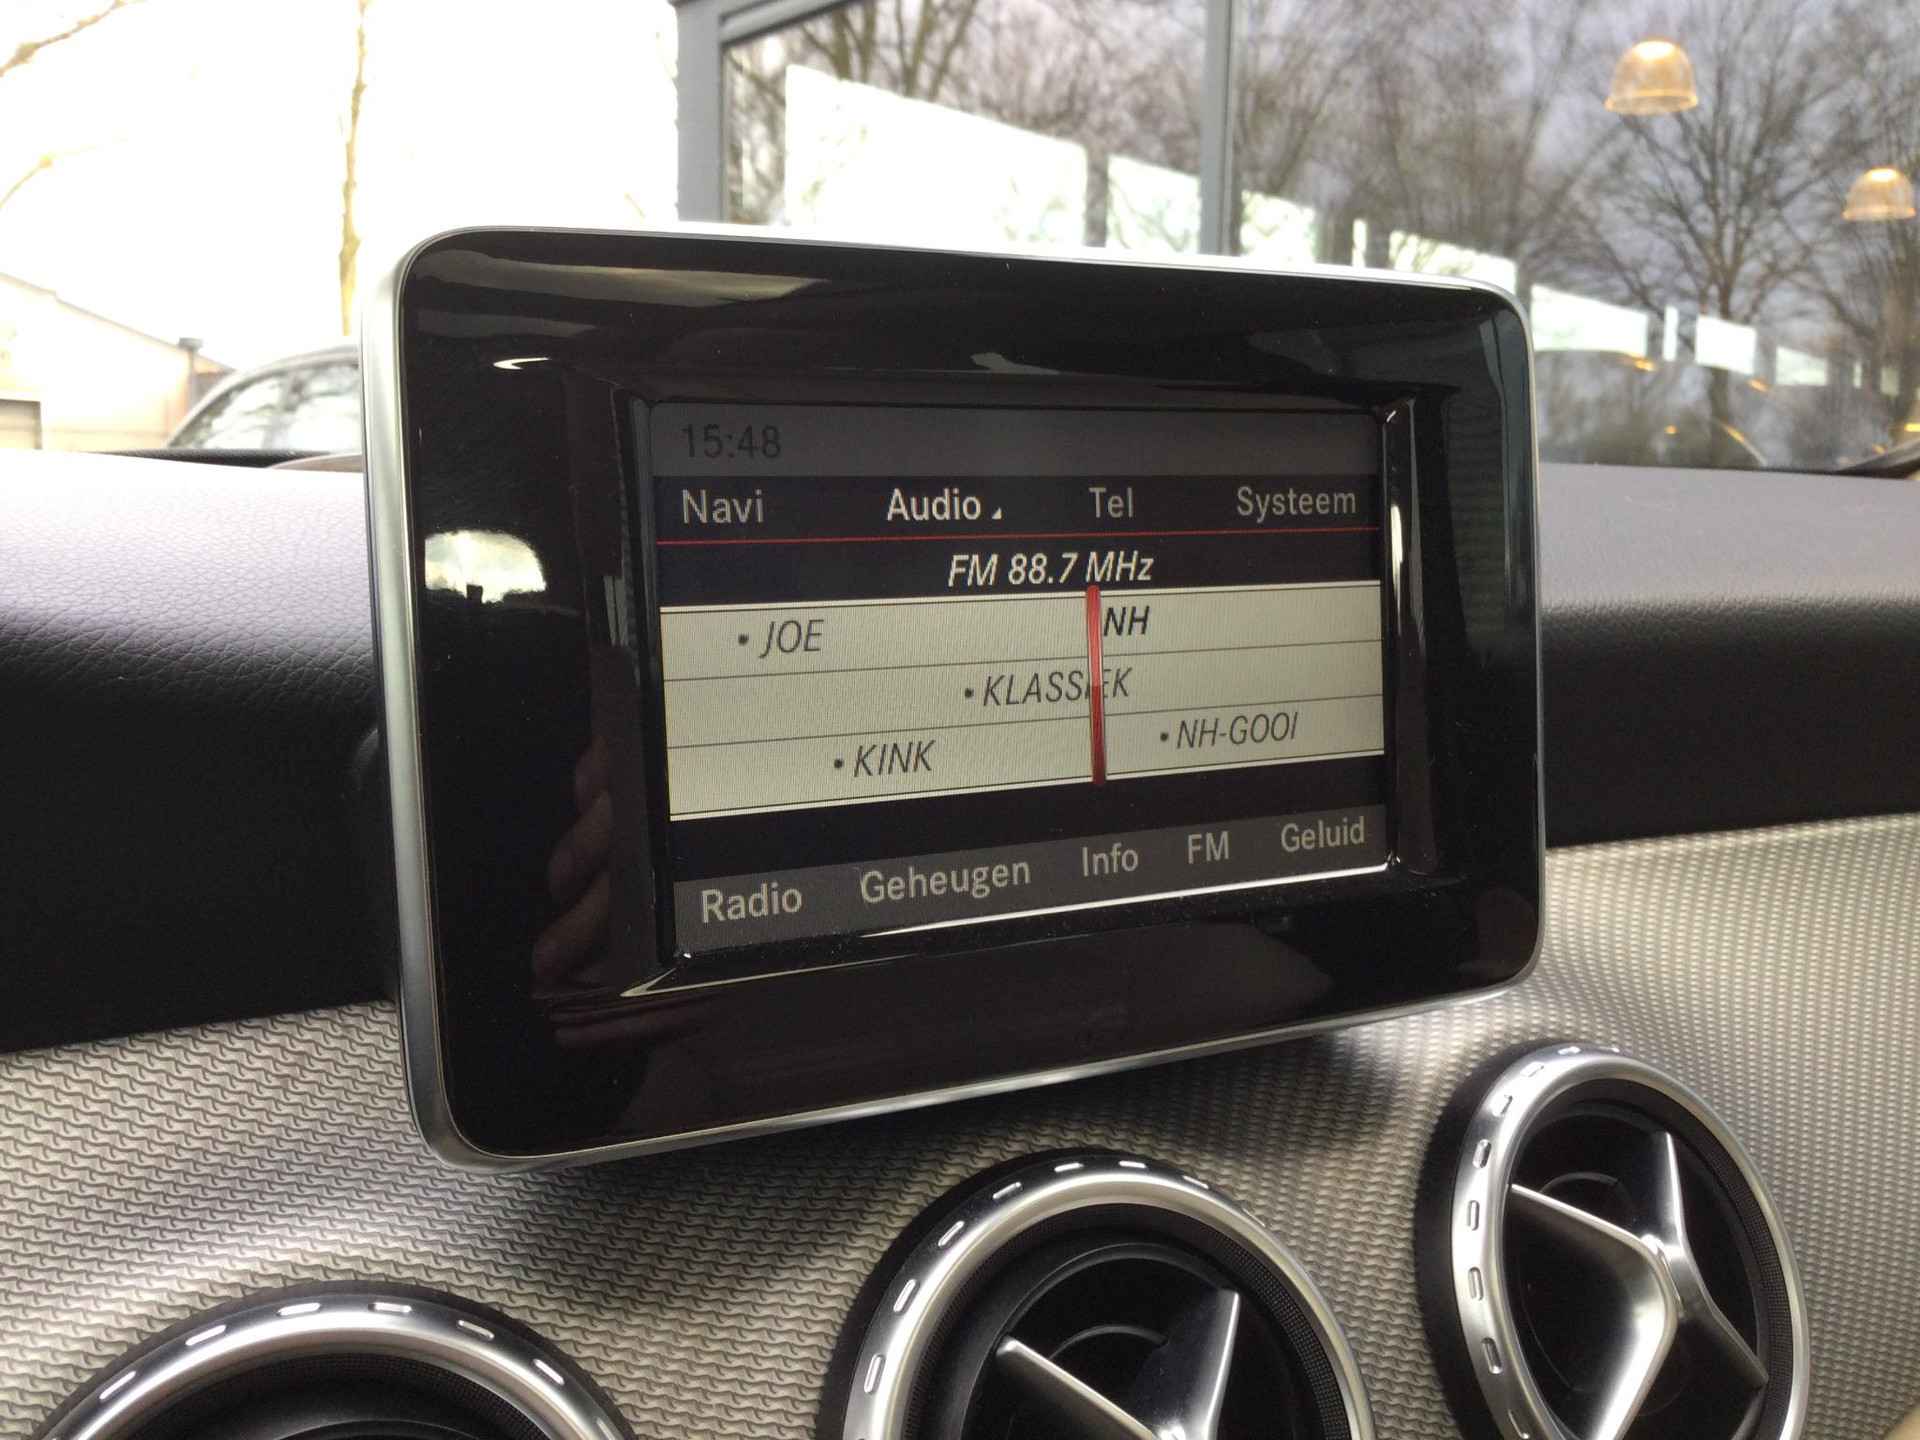 15:48
Navi Audio Tel Systeem
FM 88.7 MHz
• JOE NH
• KLASSIEK
• KINK • NH-GOOI
Radio Geheugen Info FM Geluid